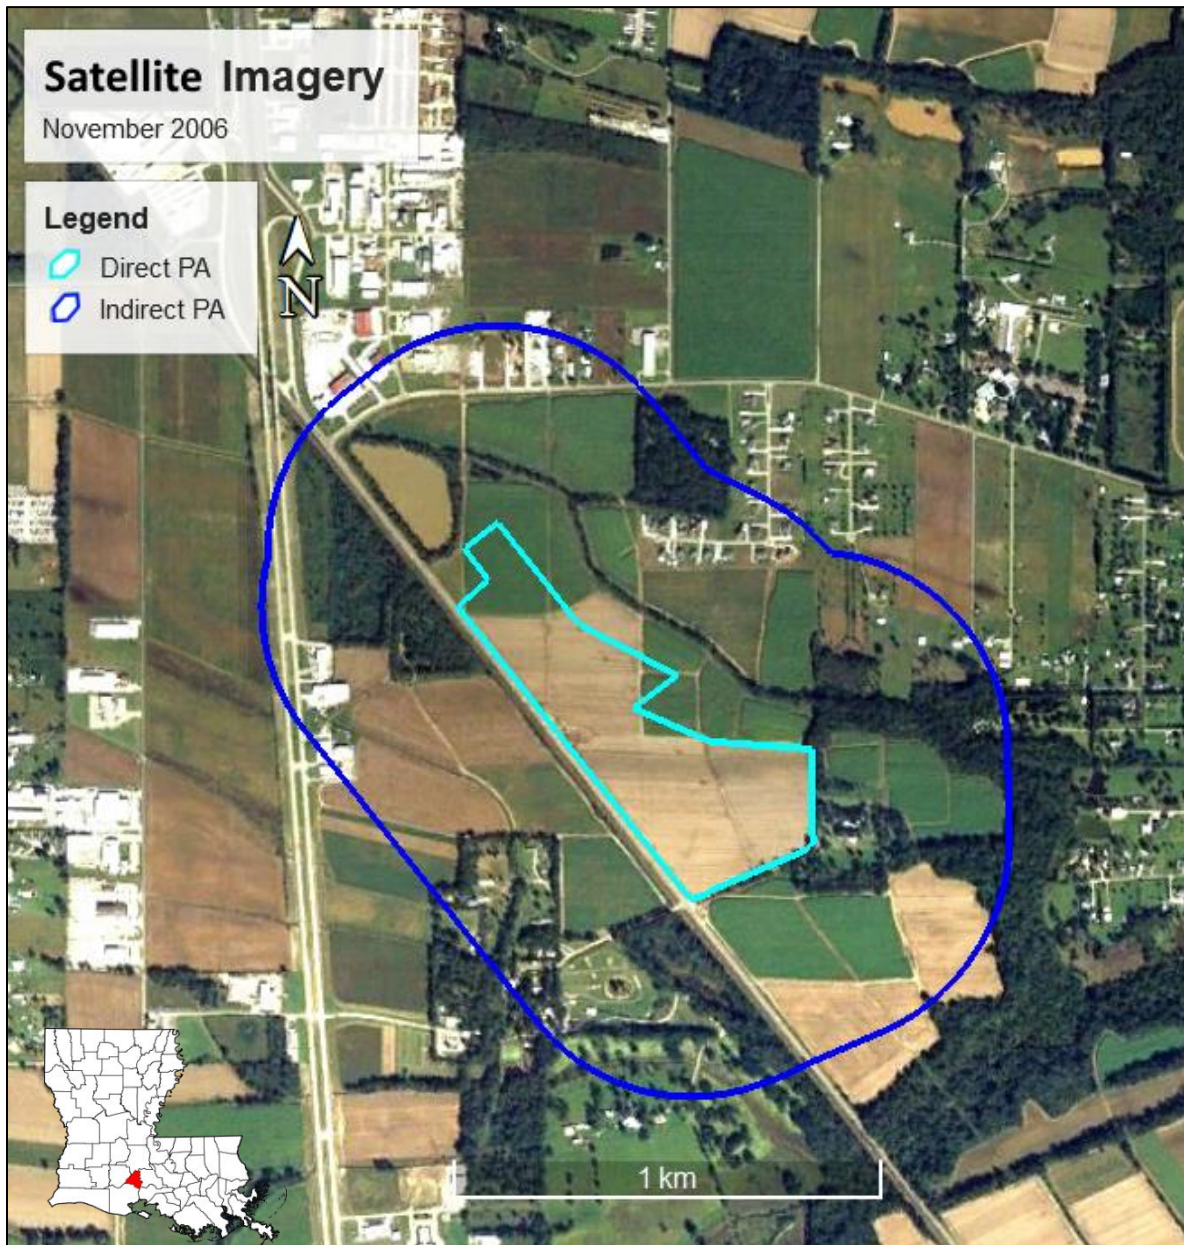 Satellite Imagery
November 2006
Legend
Direct PA
Indirect PA
N
1 km